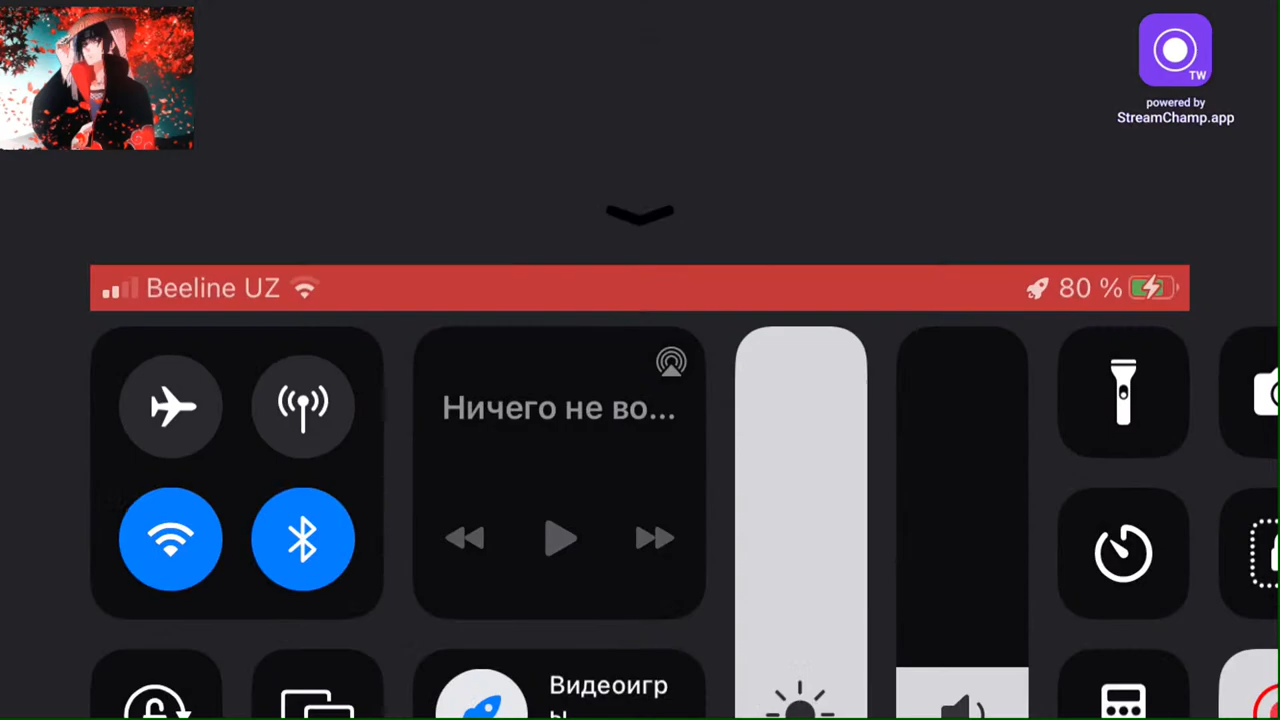 TW
powered by
StreamChamp.app
Beeline UZ
80 %
Ничего не во...
Видеоигр
ы